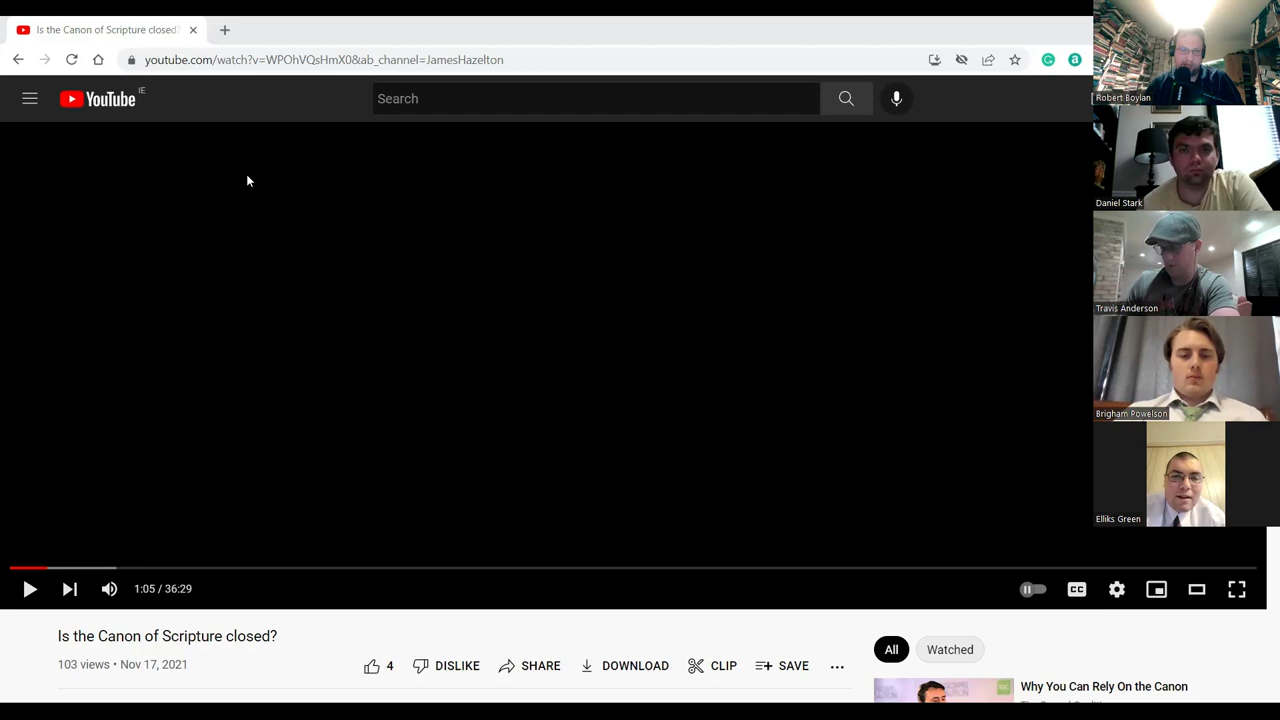 Is the Canon of Scripture closed?
youtube.com/watch?v=WPOhVQsHmX0&ab_channel=JamesHazelton
YouTube IE
Search
Robert Boylan
Daniel Stark
Travis Anderson
Brigham Powelson
Elliks Green
1:05 / 36:29
CC
Is the Canon of Scripture closed?
103 views • Nov 17, 2021
4 DISLIKE SHARE DOWNLOAD CLIP SAVE
All Watched
Why You Can Rely On the Canon